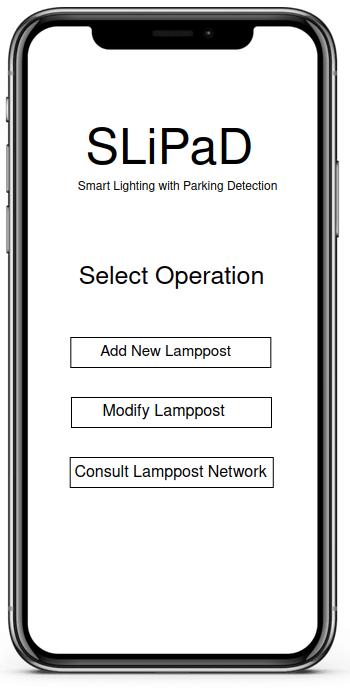 SLiPaD
Smart Lighting with Parking Detection
Select Operation
Add New Lamppost
Modify Lamppost
Consult Lamppost Network